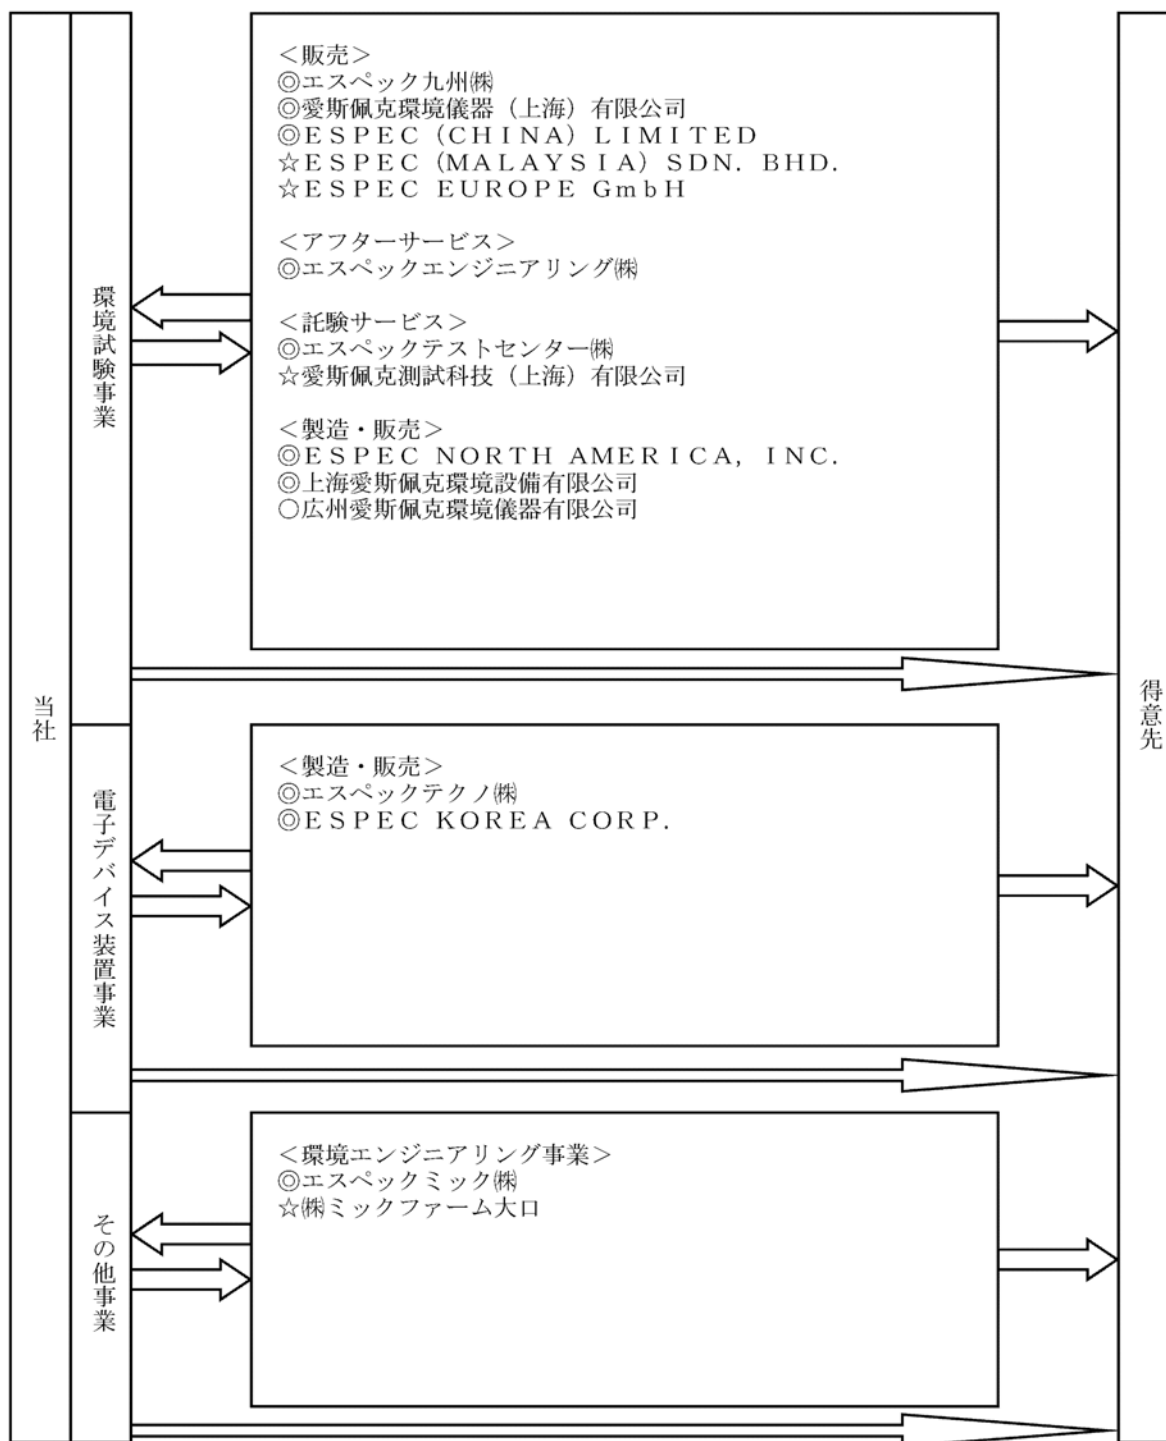 当社
環境試験事業
＜販売＞
◎エスペック九州㈱
◎愛斯佩克環境儀器（上海）有限公司
◎ＥＳＰＥＣ（ＣＨＩＮＡ）ＬＩＭＩＴＥＤ
☆ＥＳＰＥＣ（ＭＡＬＡＹＳＩＡ）ＳＤＮ．ＢＨＤ．
☆ＥＳＰＥＣ ＥＵＲＯＰＥ ＧｍｂＨ
＜アフターサービス＞
◎エスペックエンジニアリング㈱
＜託験サービス＞
◎エスペックテストセンター㈱
☆愛斯佩克測試科技（上海）有限公司
＜製造・販売＞
◎ＥＳＰＥＣ ＮＯＲＴＨ ＡＭＥＲＩＣＡ，ＩＮＣ．
◎上海愛斯佩克環境設備有限公司
○広州愛斯佩克環境儀器有限公司
電子デバイス装置事業
＜製造・販売＞
◎エスペックテクノ㈱
◎ＥＳＰＥＣ ＫＯＲＥＡ ＣＯＲＰ．
その他事業
＜環境エンジニアリング事業＞
◎エスペックミック㈱
☆㈱ミックファーム大口
得意先